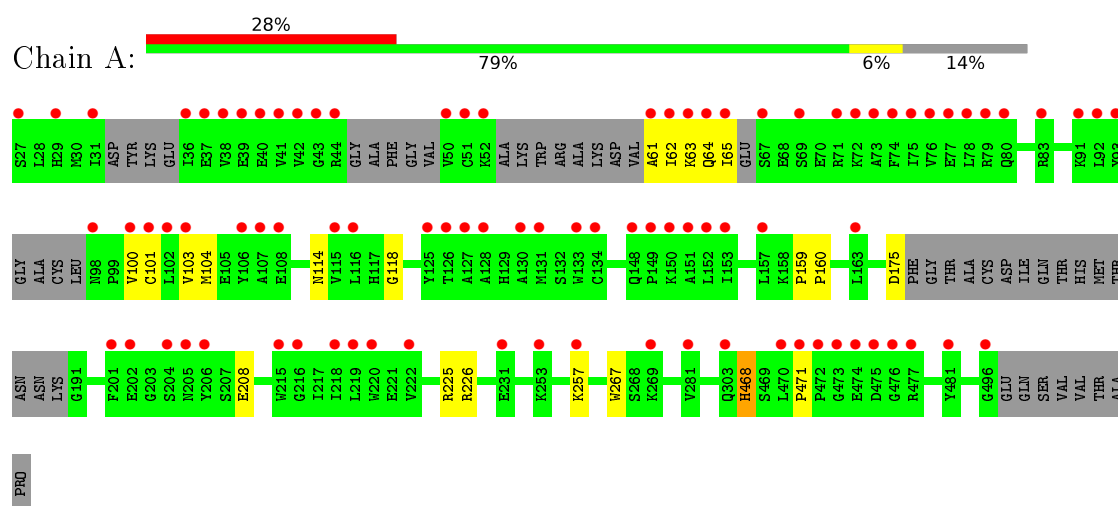 28%
Chain A:
79% 6% 14%
S27 L28 H29 M30 I31 ASP TYR LYS GLU I36 E37 V38 E39 E40 V41 V42 G43 R44 GLY ALA PHE GLY VAL V50 C51 K52 ALA LYS TRP ARG ALA LYS ASP VAL A61 I62 K63 Q64 I65 GLU S67 E68 S69 E70 R71 K72 A73 F74 I75 V76 E77 L78 R79 Q80 R83 K91 L92 Y93
GLY ALA CYS LEU N98 P99 V100 C101 L102 V103 M104 E105 Y106 A107 E108 N114 V115 L116 H117 G118 Y125 T126 A127 A128 H129 A130 M131 S132 W133 C134 Q148 P149 K150 A151 L152 I153 L157 K158 P159 P160 L163 D175 PHE GLY THR ALA CYS ASP ILE GLN THR HIS MET THR
ASN ASN LYS G191 F201 E202 G203 S204 N205 Y206 S207 E208 W215 G216 I217 I218 L219 W220 E221 V222 R225 R226 E231 K253 K257 W267 S268 K269 V281 Q303 H468 S469 L470 P471 P472 G473 E474 D475 G476 R477 Y481 G496 GLU GLN SER VAL VAL THR ALA
PRO